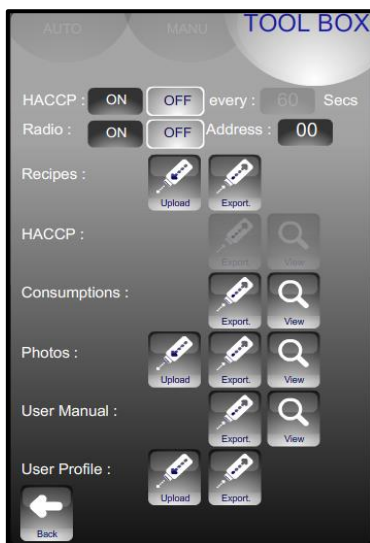 AUTO MANU TOOL BOX
HACCP : ON OFF every : 60 Secs
Radio : ON OFF Address : 00
Recipes :
Upload Export.
HACCP :
Export. View
Consumptions :
Export. View
Photos :
Upload Export. View
User Manual :
Export. View
User Profile :
Upload Export.
Back